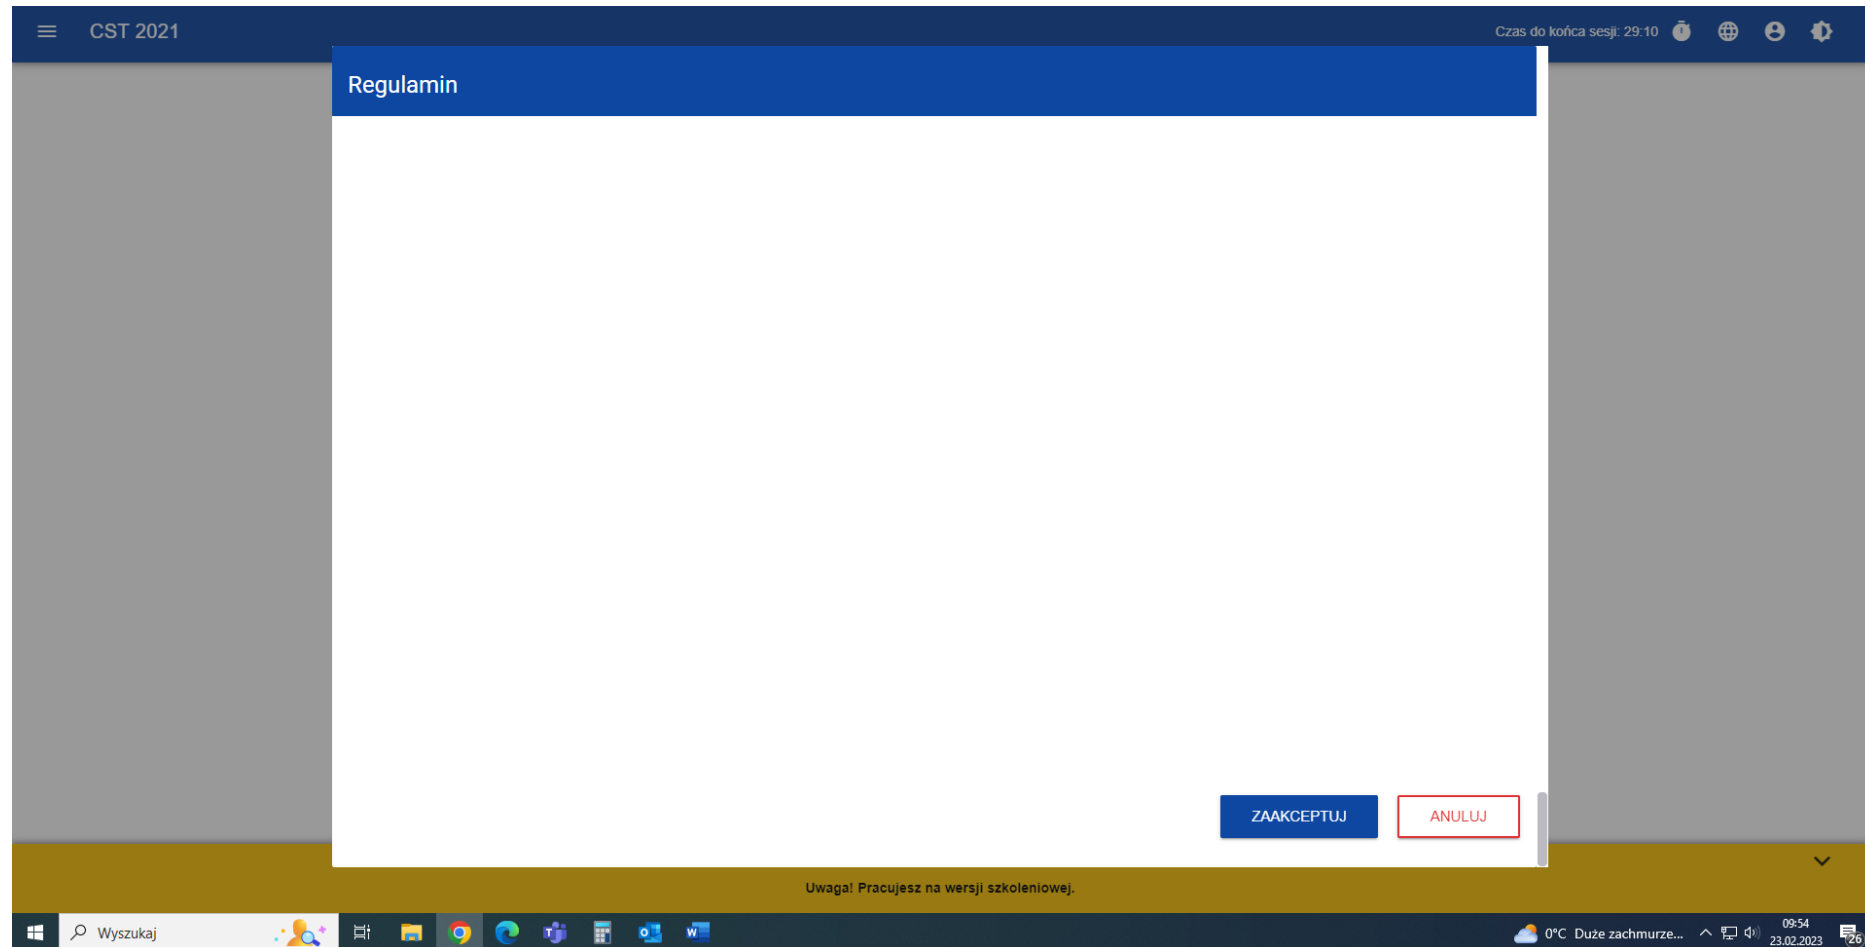 CST 2021
Czas do końca sesji: 29:10
Regulamin
ZAAKCEPTUJ
ANULUJ
Uwaga! Pracujesz na wersji szkoleniowej.
Wyszukaj
0°C Duże zachmurze...
09:54
23.02.2023
26